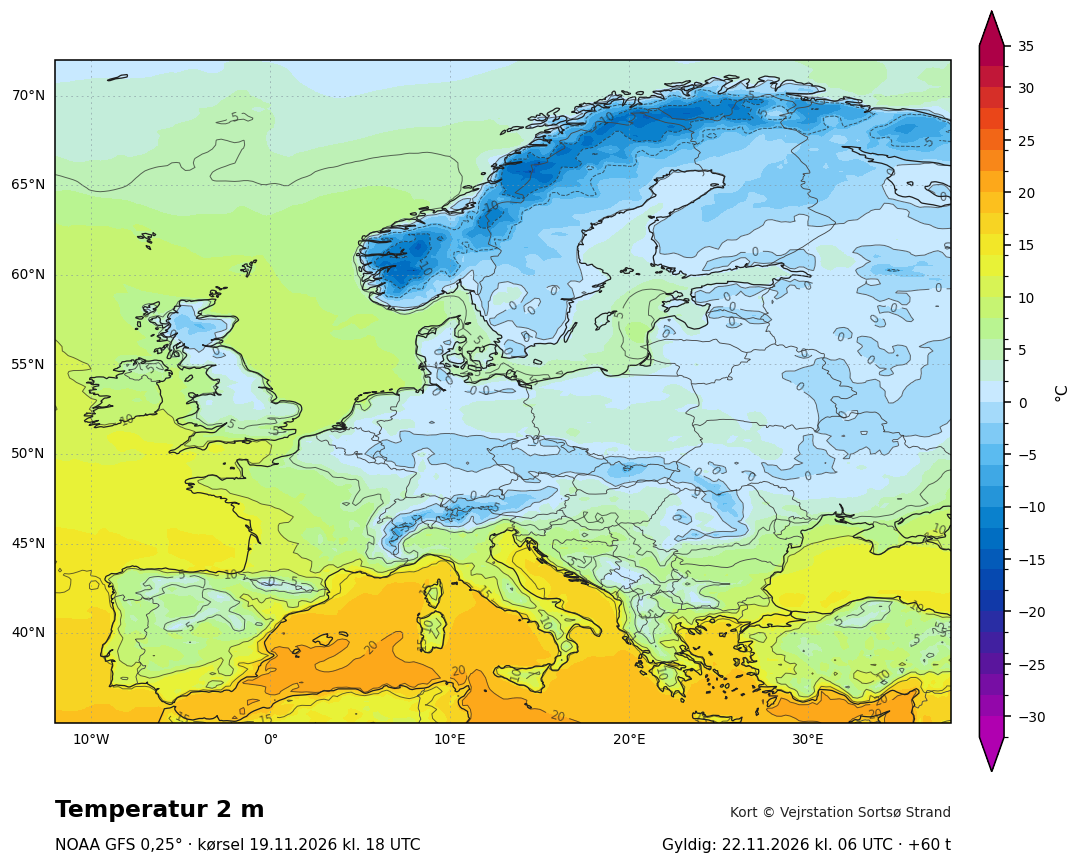 70°N
65°N
60°N
55°N
50°N
45°N
40°N
10°W
0°
10°E
20°E
30°E
35
30
25
20
15
10
5
0
−5
−10
−15
−20
−25
−30
°C
Temperatur 2 m
Kort © Vejrstation Sortsø Strand
NOAA GFS 0,25° · kørsel 19.11.2026 kl. 18 UTC
Gyldig: 22.11.2026 kl. 06 UTC · +60 t